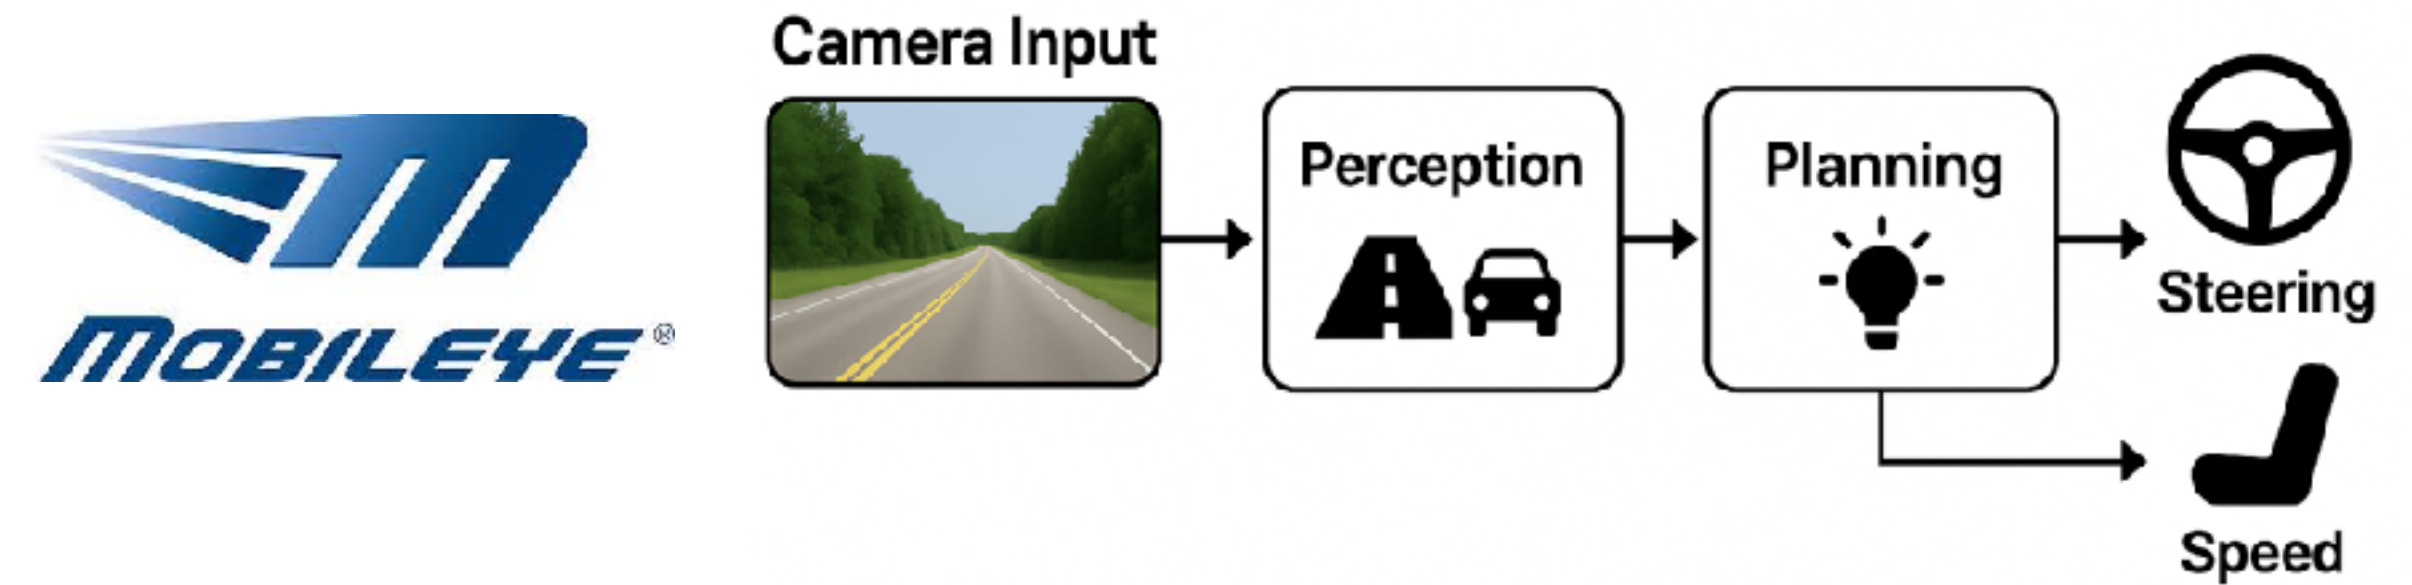 MOBILEYE®
Camera Input
Perception
Planning
Steering
Speed